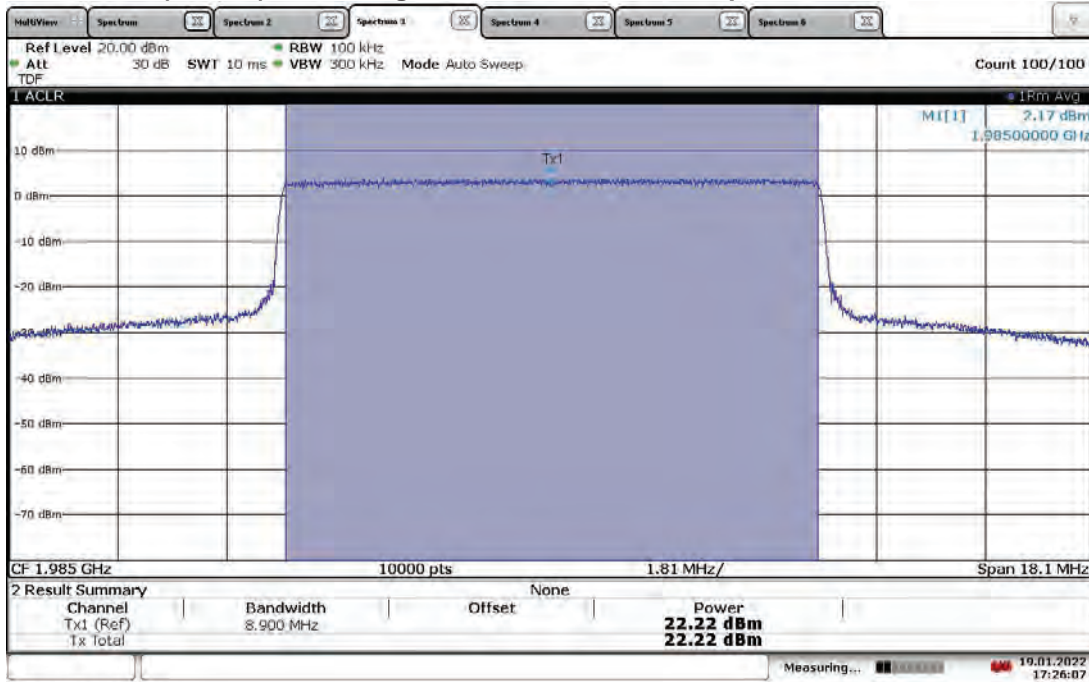 MultiView Spectrum Spectrum 2 Spectrum 3 Spectrum 4 Spectrum 5 Spectrum 6
Ref Level 20.00 dBm RBW 100 kHz
Att 30 dB SWT 10 ms VBW 300 kHz Mode Auto Sweep Count 100/100
TDF
1 ACLR 1Rm Avg
M1[1] 2.17 dBm
1.98500000 GHz
10 dBm
Tx1
0 dBm
-10 dBm
-20 dBm
-30 dBm
-40 dBm
-50 dBm
-60 dBm
-70 dBm
CF 1.985 GHz 10000 pts 1.81 MHz/ Span 18.1 MHz
2 Result Summary None
Channel Bandwidth Offset Power
Tx1 (Ref) 8.900 MHz 22.22 dBm
Tx Total 22.22 dBm
Measuring... 19.01.2022
17:26:07